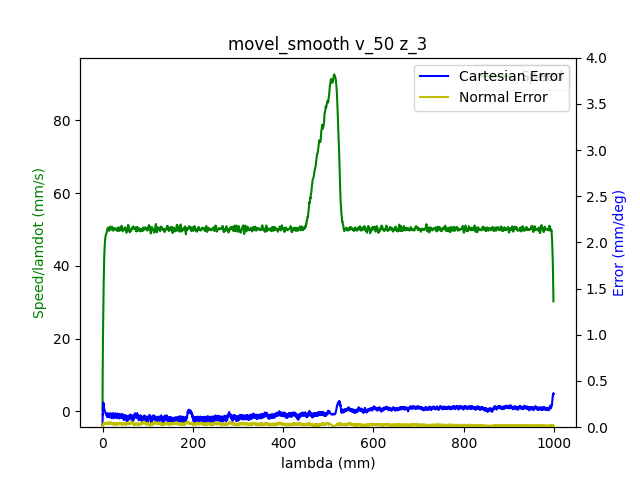 movel_smooth v_50 z_3
Cartesian Error
Normal Error
Speed/lamdot (mm/s)
80
60
40
20
0
4.0
3.5
3.0
2.5
2.0
1.5
1.0
0.5
0.0
Error (mm/deg)
0 200 400 600 800 1000
lambda (mm)